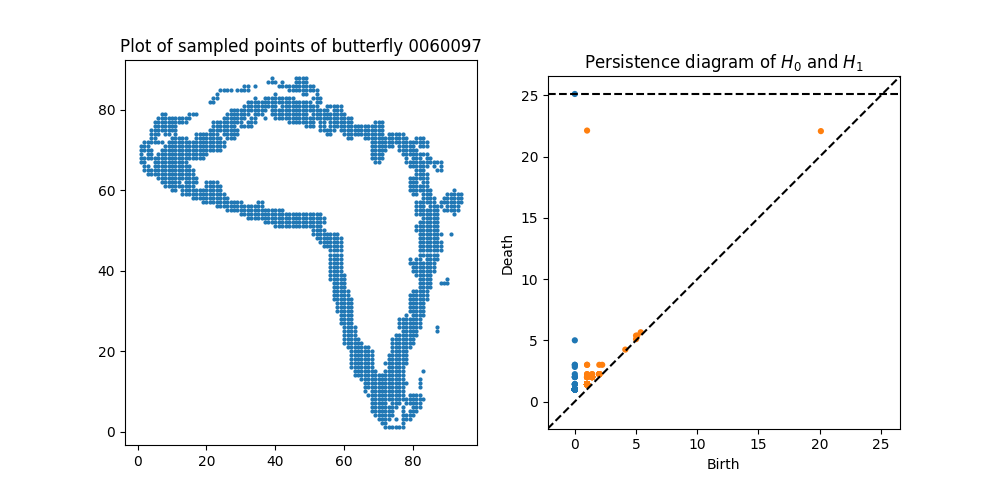 Plot of sampled points of butterfly 0060097
80
60
40
20
0
0 20 40 60 80
Persistence diagram of H₀ and H₁
25
20
15
10
5
0
Death
0 5 10 15 20 25
Birth